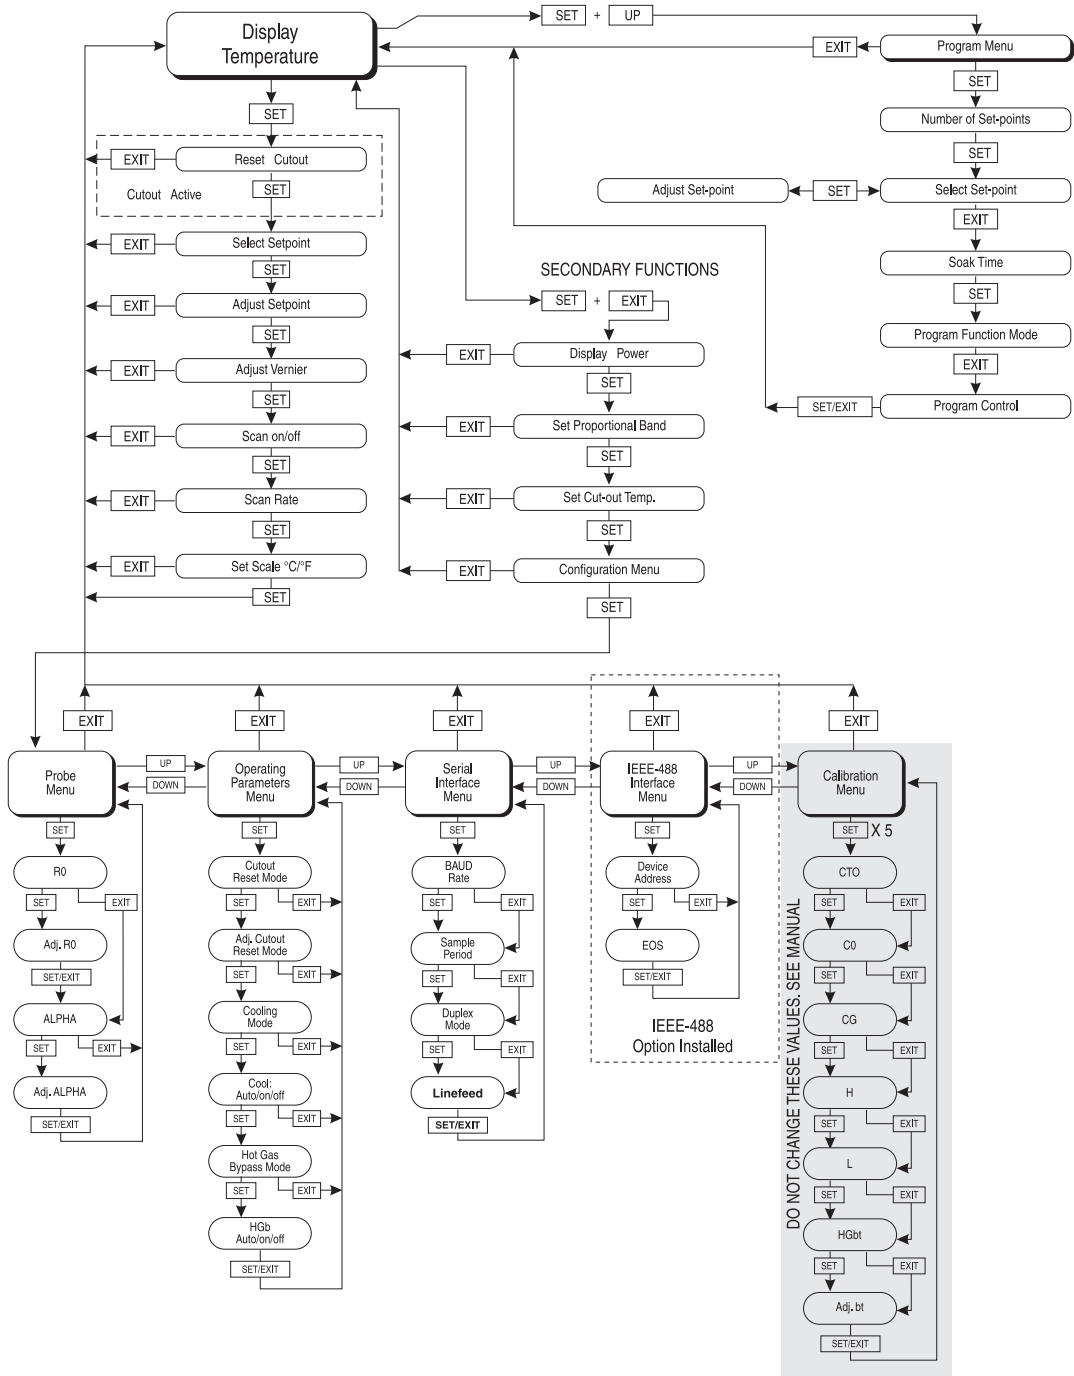 Display
Temperature
SET + UP
EXIT
Program Menu
SET
SET
Number of Set-points
EXIT
Reset Cutout
SET
Cutout Active
SET
Adjust Set-point
SET
Select Set-point
EXIT
EXIT
Select Setpoint
SET
Soak Time
SET
SECONDARY FUNCTIONS
SET + EXIT
EXIT
Adjust Setpoint
SET
Program Function Mode
EXIT
EXIT
Display Power
SET
EXIT
Adjust Vernier
SET
SET/EXIT
Program Control
EXIT
Set Proportional Band
SET
EXIT
Scan on/off
SET
EXIT
Set Cut-out Temp.
SET
EXIT
Scan Rate
SET
EXIT
Configuration Menu
SET
EXIT
Set Scale °C/°F
SET
EXIT
EXIT
EXIT
EXIT
EXIT
Probe
Menu
UP
DOWN
Operating
Parameters
Menu
UP
DOWN
Serial
Interface
Menu
UP
DOWN
IEEE-488
Interface
Menu
UP
DOWN
Calibration
Menu
SET
R0
SET
EXIT
Adj. R0
SET/EXIT
ALPHA
SET
EXIT
Adj. ALPHA
SET/EXIT
SET
Cutout
Reset Mode
SET
EXIT
Adj. Cutout
Reset Mode
SET
EXIT
Cooling
Mode
SET
EXIT
Cool:
Auto/on/off
SET
EXIT
Hot Gas
Bypass Mode
SET
EXIT
HGb
Auto/on/off
SET/EXIT
SET
BAUD
Rate
SET
EXIT
Sample
Period
SET
EXIT
Duplex
Mode
SET
EXIT
Linefeed
SET/EXIT
SET
Device
Address
SET
EXIT
EOS
SET/EXIT
IEEE-488
Option Installed
DO NOT CHANGE THESE VALUES. SEE MANUAL
SET X 5
CTO
SET
EXIT
C0
SET
EXIT
CG
SET
EXIT
H
SET
EXIT
L
SET
EXIT
HGbt
SET
EXIT
Adj. bt
SET/EXIT